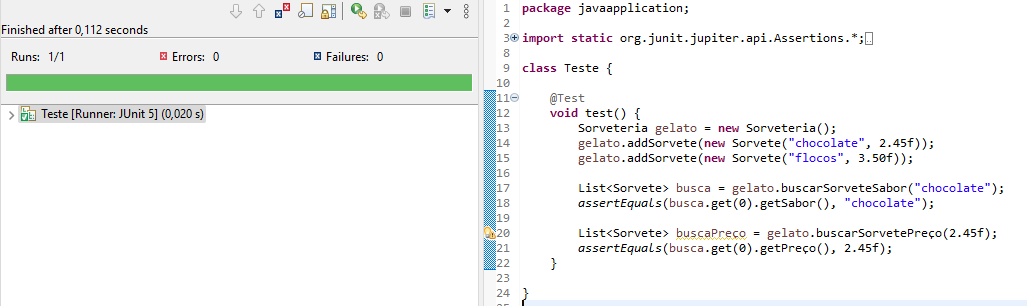 Finished after 0,112 seconds
Runs: 1/1 Errors: 0 Failures: 0
Teste [Runner: JUnit 5] (0,020 s)
1 package javaapplication;
2
3 import static org.junit.jupiter.api.Assertions.*;
8
9 class Teste {
10
11 @Test
12 void test() {
13 Sorveteria gelato = new Sorveteria();
14 gelato.addSorvete(new Sorvete("chocolate", 2.45f));
15 gelato.addSorvete(new Sorvete("flocos", 3.50f));
16
17 List<Sorvete> busca = gelato.buscarSorveteSabor("chocolate");
18 assertEquals(busca.get(0).getSabor(), "chocolate");
19
20 List<Sorvete> buscaPreço = gelato.buscarSorvetePreço(2.45f);
21 assertEquals(busca.get(0).getPreço(), 2.45f);
22 }
23
24 }
25